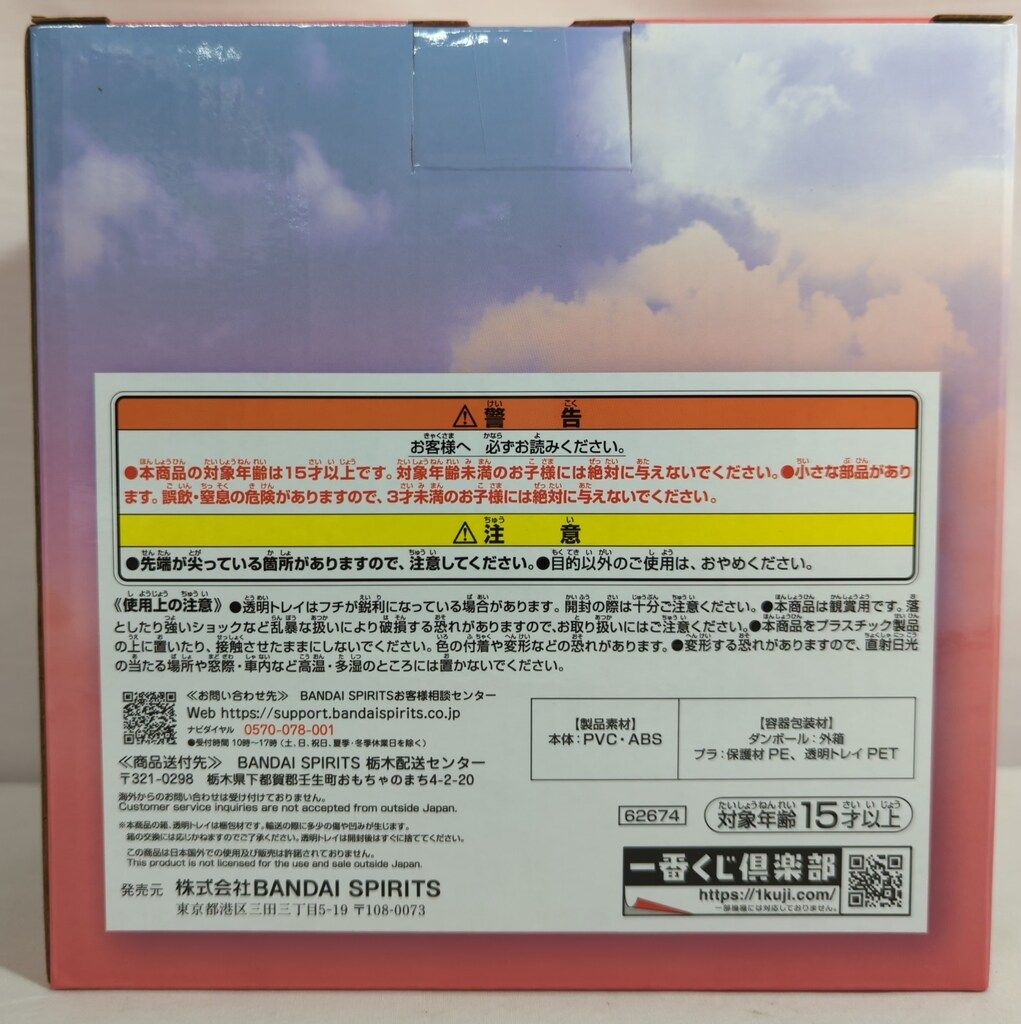 ⚠警告
お客様へ 必ずお読みください。
●本商品の対象年齢は15才以上です。対象年齢未満のお子様には絶対に与えないでください。●小さな部品があり
ます。誤飲・窒息の危険がありますので、3才未満のお子様には絶対に与えないでください。
⚠注意
●先端が尖っている箇所がありますので、注意してください。●目的以外のご使用は、おやめください。
《使用上の注意》●透明トレイはフチが鋭利になっている場合があります。開封の際は十分ご注意ください。●本商品は観賞用です。落
としたり強いショックなど乱暴な扱いにより破損する恐れがありますので、お取り扱いにはご注意ください。●本商品をプラスチック製品
の上に置いたり、接触させたままにしないでください。色の付着や変形などの恐れがあります。●変形する恐れがありますので、直射日光
の当たる場所や窓際・車内など高温・多湿のところには置かないでください。
≪お問い合わせ先≫ BANDAI SPIRITSお客様相談センター
Web https://support.bandaispirits.co.jp
ナビダイヤル 0570-078-001
●受付時間 10時〜17時(土、日、祝日、夏季・冬季休業日を除く)
≪商品送付先≫ BANDAI SPIRITS 栃木配送センター
〒321-0298 栃木県下都賀郡壬生町おもちゃのまち4-2-20
海外からのお問い合わせは受け付けておりません。
Customer service inquiries are not accepted from outside Japan.
※本商品の箱、透明トレイは梱包材です。輸送の際に多少の傷や凹みが生じます。
箱の交換には応じかねますのでご了承ください。透明トレイは開封後はすぐに捨ててください。
この商品は日本国外での使用及び販売は許諾されておりません。
This product is not licensed for the use and sale outside Japan.
発売元 株式会社BANDAI SPIRITS
東京都港区三田三丁目5-19 〒108-0073
【製品素材】
本体:PVC・ABS
【容器包装材】
ダンボール:外箱
プラ:保護材 PE、透明トレイ PET
62674
対象年齢15才以上
一番くじ倶楽部
https://1kuji.com/
一部機種には対応しておりません。